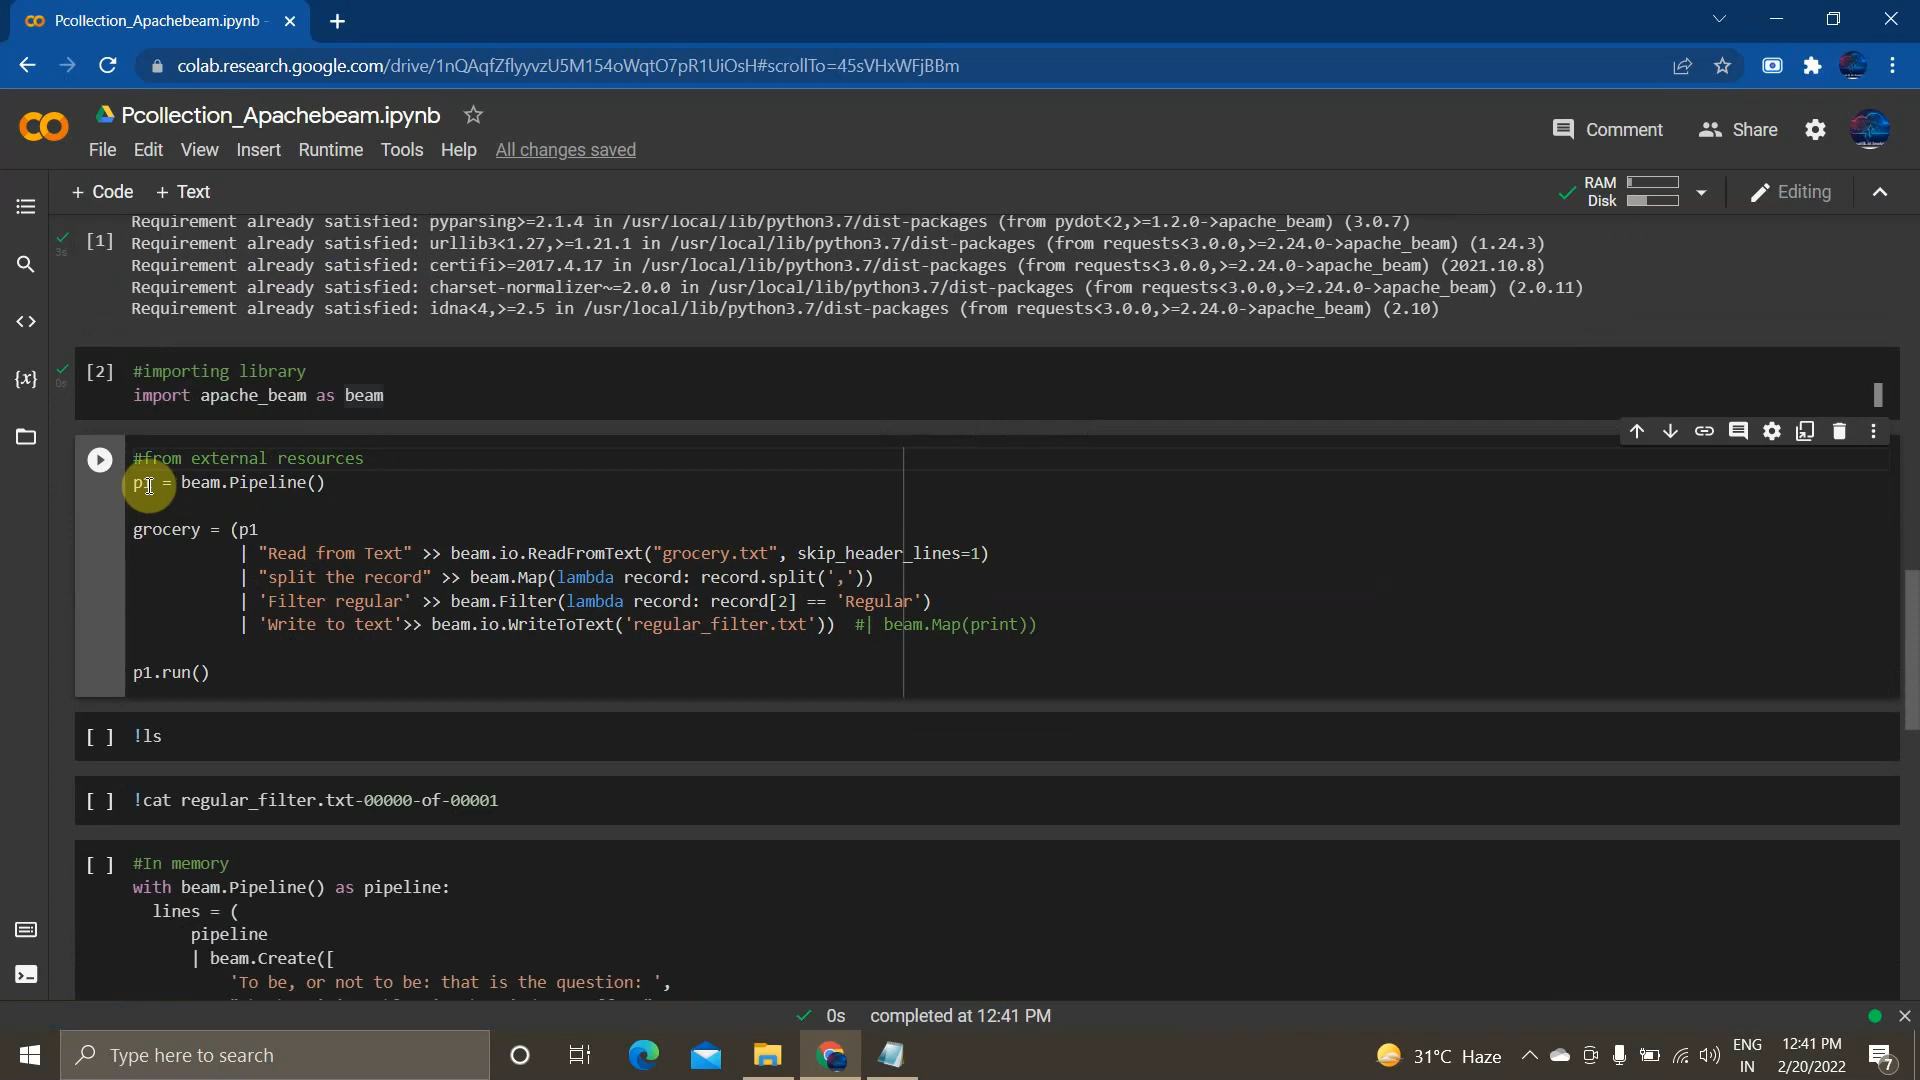 Pcollection_Apachebeam.ipynb -
colab.research.google.com/drive/1nQAqfZflyyvzU5M154oWqtO7pR1UiOsH#scrollTo=45sVHxWFjBBm
Pcollection_Apachebeam.ipynb
Comment
Share
File Edit View Insert Runtime Tools Help All changes saved
+ Code + Text
RAM
Disk
Editing
Requirement already satisfied: pyparsing>=2.1.4 in /usr/local/lib/python3.7/dist-packages (from pydot<2,>=1.2.0->apache_beam) (3.0.7)
[1] Requirement already satisfied: urllib3<1.27,>=1.21.1 in /usr/local/lib/python3.7/dist-packages (from requests<3.0.0,>=2.24.0->apache_beam) (1.24.3)
3s
Requirement already satisfied: certifi>=2017.4.17 in /usr/local/lib/python3.7/dist-packages (from requests<3.0.0,>=2.24.0->apache_beam) (2021.10.8)
Requirement already satisfied: charset-normalizer~=2.0.0 in /usr/local/lib/python3.7/dist-packages (from requests<3.0.0,>=2.24.0->apache_beam) (2.0.11)
Requirement already satisfied: idna<4,>=2.5 in /usr/local/lib/python3.7/dist-packages (from requests<3.0.0,>=2.24.0->apache_beam) (2.10)
[2] #importing library
0s
import apache_beam as beam
#from external resources
p1 = beam.Pipeline()
grocery = (p1
| "Read from Text" >> beam.io.ReadFromText("grocery.txt", skip_header_lines=1)
| "split the record" >> beam.Map(lambda record: record.split(','))
| 'Filter regular' >> beam.Filter(lambda record: record[2] == 'Regular')
| 'Write to text'>> beam.io.WriteToText('regular_filter.txt')) #| beam.Map(print))
p1.run()
[ ] !ls
[ ] !cat regular_filter.txt-00000-of-00001
[ ] #In memory
with beam.Pipeline() as pipeline:
lines = (
pipeline
| beam.Create([
'To be, or not to be: that is the question: ',
0s completed at 12:41 PM
Type here to search
31°C Haze
ENG
IN
12:41 PM
2/20/2022
7